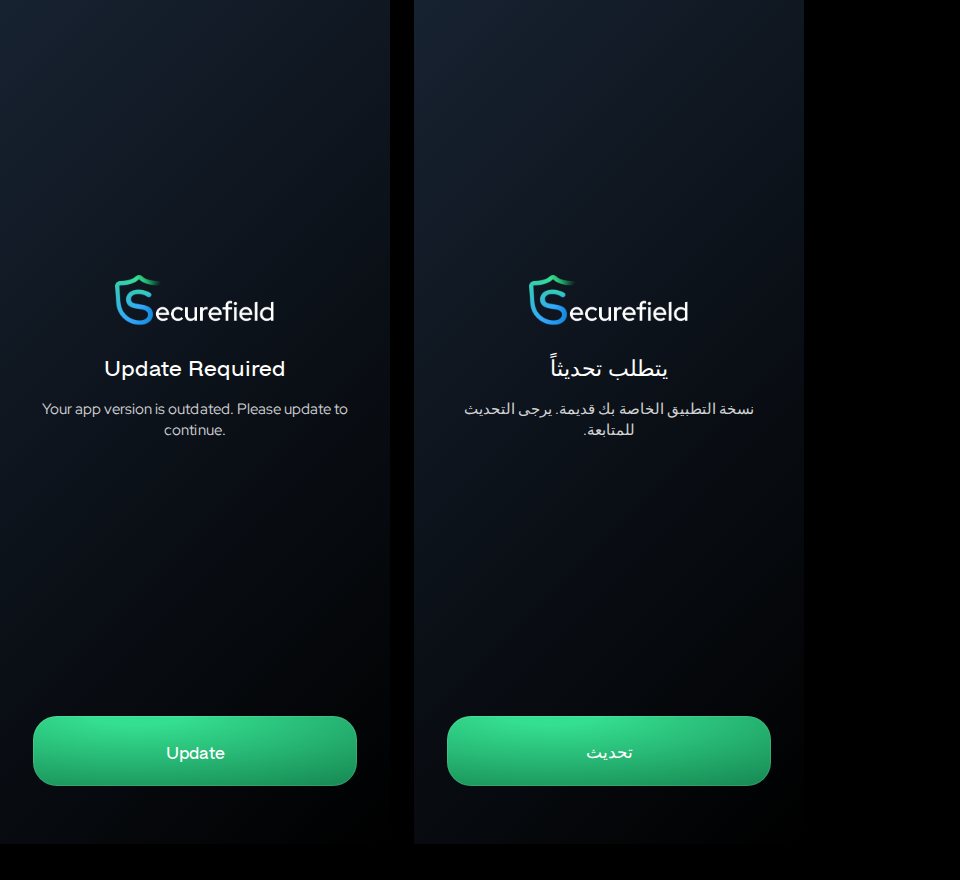 Securefield
Update Required
Your app version is outdated. Please update to
continue.
Update
Securefield
يتطلب تحديثاً
نسخة التطبيق الخاصة بك قديمة. يرجى التحديث
للمتابعة.
تحديث